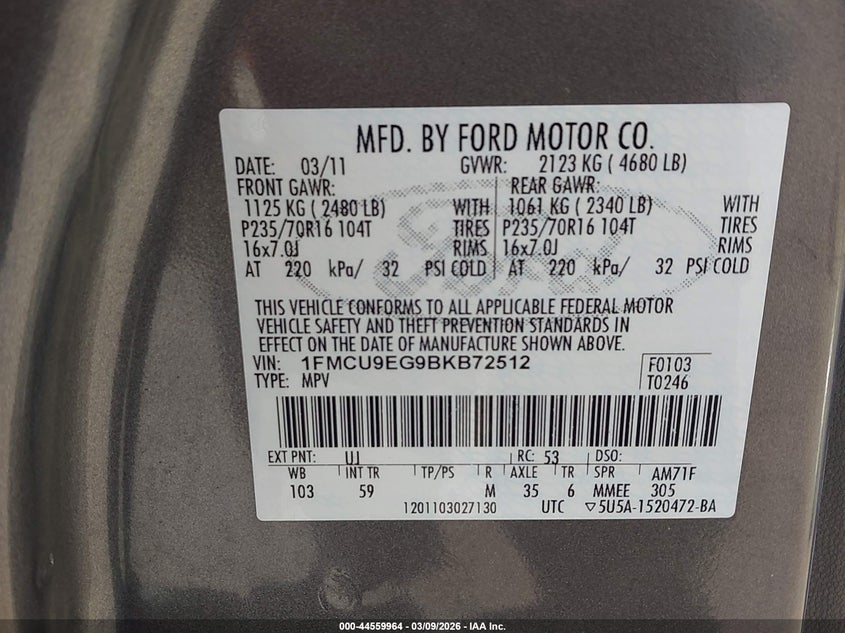 MFD. BY FORD MOTOR CO.
DATE: 03/11 GVWR: 2123 KG ( 4680 LB)
FRONT GAWR: REAR GAWR:
1125 KG ( 2480 LB) WITH 1061 KG ( 2340 LB) WITH
P235/70R16 104T TIRES P235/70R16 104T TIRES
16x7.0J RIMS 16x7.0J RIMS
AT 220 kPa/ 32 PSI COLD AT 220 kPa/ 32 PSI COLD
Ford
THIS VEHICLE CONFORMS TO ALL APPLICABLE FEDERAL MOTOR
VEHICLE SAFETY AND THEFT PREVENTION STANDARDS IN
EFFECT ON THE DATE OF MANUFACTURE SHOWN ABOVE.
VIN: 1FMCU9EG9BKB72512 F0103
TYPE: MPV T0246
EXT PNT: UJ RC: 53 DSO:
WB INT TR TP/PS R AXLE TR SPR AM71F
103 59 M 35 6 MMEE 305
1201103027130 UTC ▽5U5A-1520472-BA
000-44559964 - 03/09/2026 - IAA Inc.